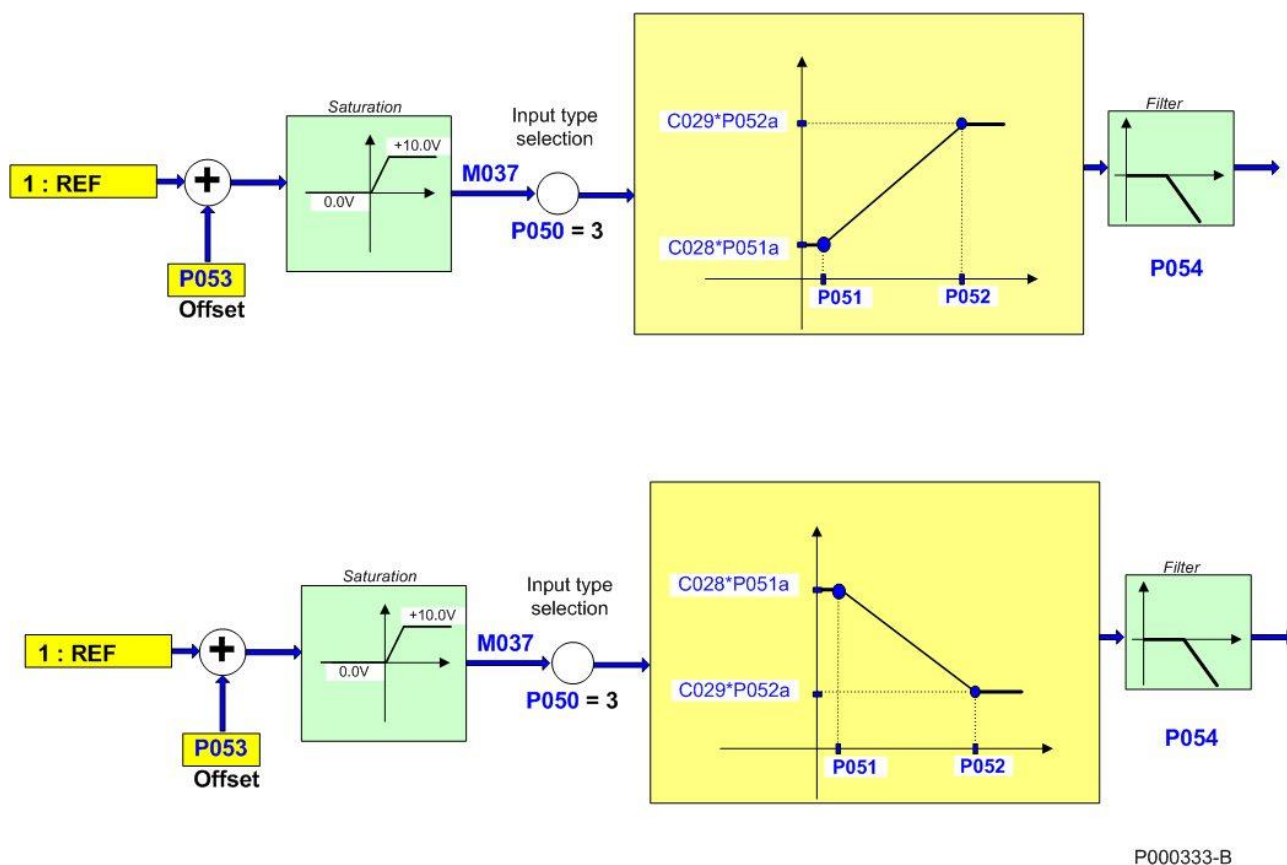 Saturation
Input type
selection
Filter
C029*P052a
+10.0V
1 : REF
+
M037
0.0V
P050 = 3
C028*P051a
P053
Offset
P051
P052
P054
Saturation
Input type
selection
Filter
C028*P051a
+10.0V
1 : REF
+
M037
0.0V
P050 = 3
C029*P052a
P053
Offset
P051
P052
P054
P000333-B